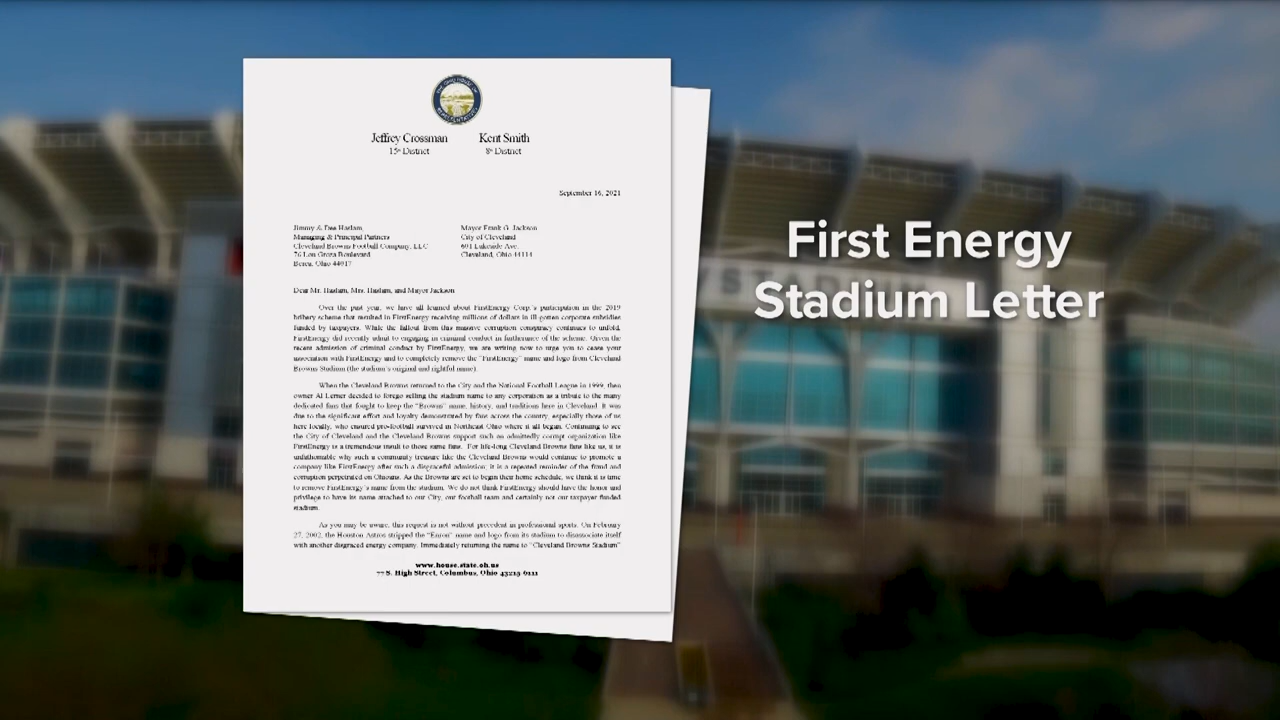 THE OHIO HOUSE OF
REPRESENTATIVES
Jeffrey Crossman Kent Smith
15th District 8th District
September 16, 2021
Jimmy & Dee Haslam, Mayor Frank G. Jackson
Managing & Principal Partners City of Cleveland
Cleveland Browns Football Company, LLC 601 Lakeside Ave.
76 Lou Groza Boulevard Cleveland, Ohio 44114
Berea, Ohio 44017
Dear Mr. Haslam, Mrs. Haslam, and Mayor Jackson
Over the past year, we have all learned about FirstEnergy Corp.'s participation in the 2019
bribery scheme that resulted in FirstEnergy receiving millions of dollars in ill-gotten corporate subsidies
funded by taxpayers. While the fallout from this massive corruption conspiracy continues to unfold,
FirstEnergy did recently admit to engaging in criminal conduct in furtherance of the scheme. Given the
recent admission of criminal conduct by FirstEnergy, we are writing now to urge you to cease your
association with FirstEnergy and to completely remove the "FirstEnergy" name and logo from Cleveland
Browns Stadium (the stadium's original and rightful name).
When the Cleveland Browns returned to the City and the National Football League in 1999, then
owner Al Lerner decided to forego selling the stadium name to any corporation as a tribute to the many
dedicated fans that fought to keep the "Browns" name, history, and traditions here in Cleveland. It was
due to the significant effort and loyalty demonstrated by fans across the country, especially those of us
here locally, who ensured pro-football survived in Northeast Ohio where it all began. Continuing to see
the City of Cleveland and the Cleveland Browns support such an admittedly corrupt organization like
FirstEnergy is a tremendous insult to those same fans. For life-long Cleveland Browns fans like us, it is
unfathomable why such a community treasure like the Cleveland Browns would continue to promote a
company like FirstEnergy after such a disgraceful admission; it is a repeated reminder of the fraud and
corruption perpetrated on Ohioans. As the Browns are set to begin their home schedule, we think it is time
to remove FirstEnergy's name from the stadium. We do not think FirstEnergy should have the honor and
privilege to have its name attached to our City, our football team and certainly not our taxpayer funded
stadium.
As you may be aware, this request is not without precedent in professional sports. On February
27, 2002, the Houston Astros stripped the "Enron" name and logo from its stadium to disassociate itself
with another disgraced energy company. Immediately returning the name to "Cleveland Browns Stadium"
www.house.state.oh.us
77 S. High Street, Columbus, Ohio 43215-6111
First Energy
Stadium Letter